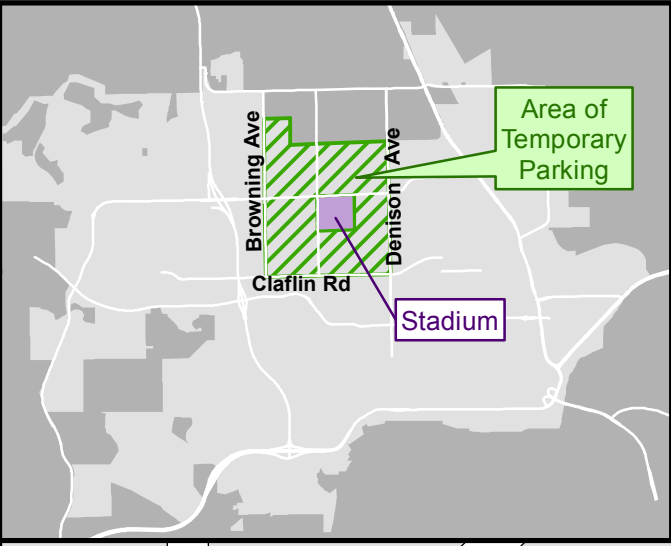 Area of
Temporary
Parking
Browning Ave
Denison Ave
Claflin Rd
Stadium